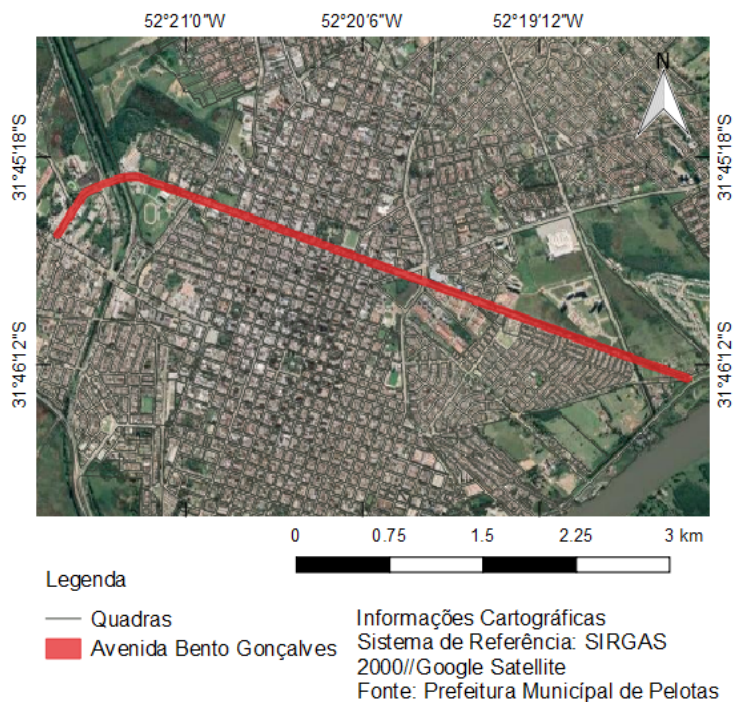 52°21'0"W 52°20'6"W 52°19'12"W
N
31°45'18"S 31°45'18"S
31°46'12"S 31°46'12"S
0 0.75 1.5 2.25 3 km
Legenda
Quadras
Avenida Bento Gonçalves
Informações Cartográficas
Sistema de Referência: SIRGAS
2000//Google Satellite
Fonte: Prefeitura Municípal de Pelotas